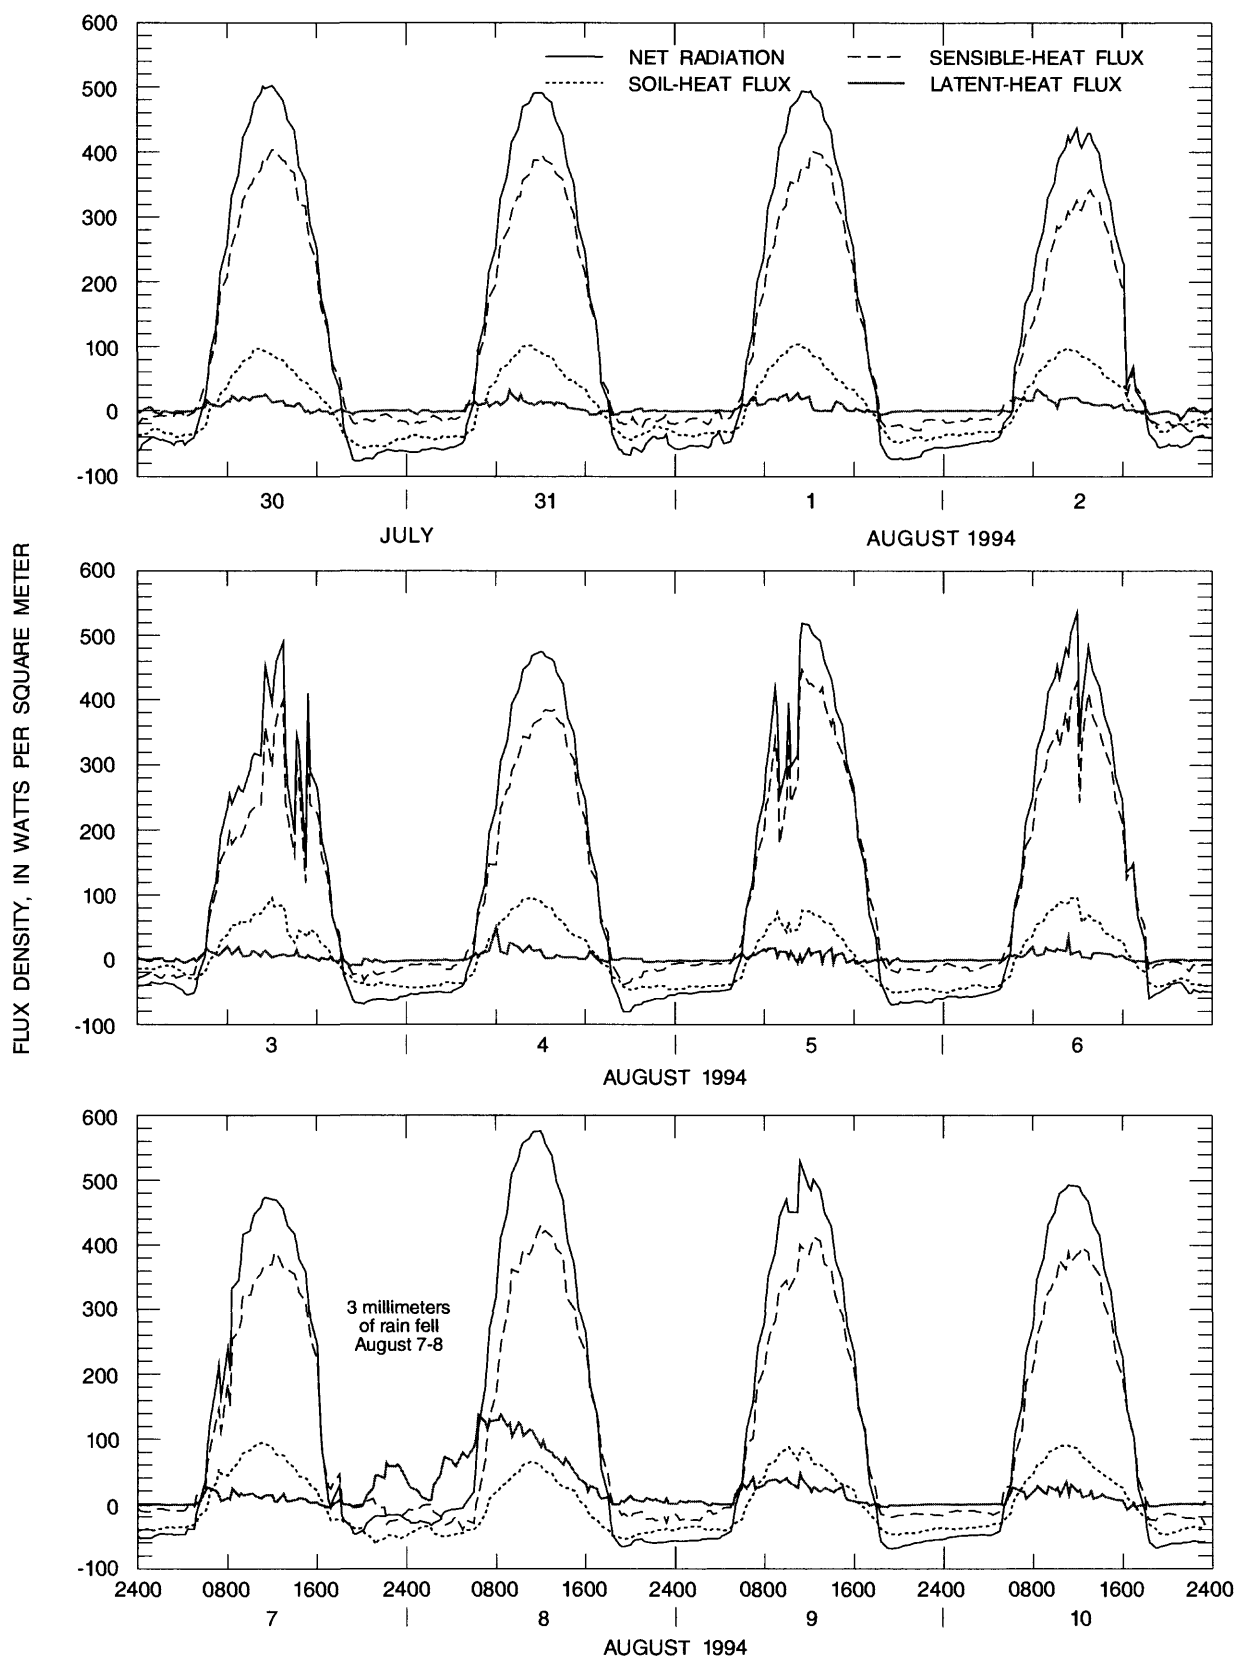 600
500
400
300
200
100
0
-100
NET RADIATION
SENSIBLE-HEAT FLUX
SOIL-HEAT FLUX
LATENT-HEAT FLUX
30 31 1 2
JULY AUGUST 1994
FLUX DENSITY, IN WATTS PER SQUARE METER
600
500
400
300
200
100
0
-100
3 4 5 6
AUGUST 1994
600
500
400
300
200
100
0
-100
3 millimeters
of rain fell
August 7-8
2400 0800 1600 2400 0800 1600 2400 0800 1600 2400 0800 1600 2400
7 8 9 10
AUGUST 1994